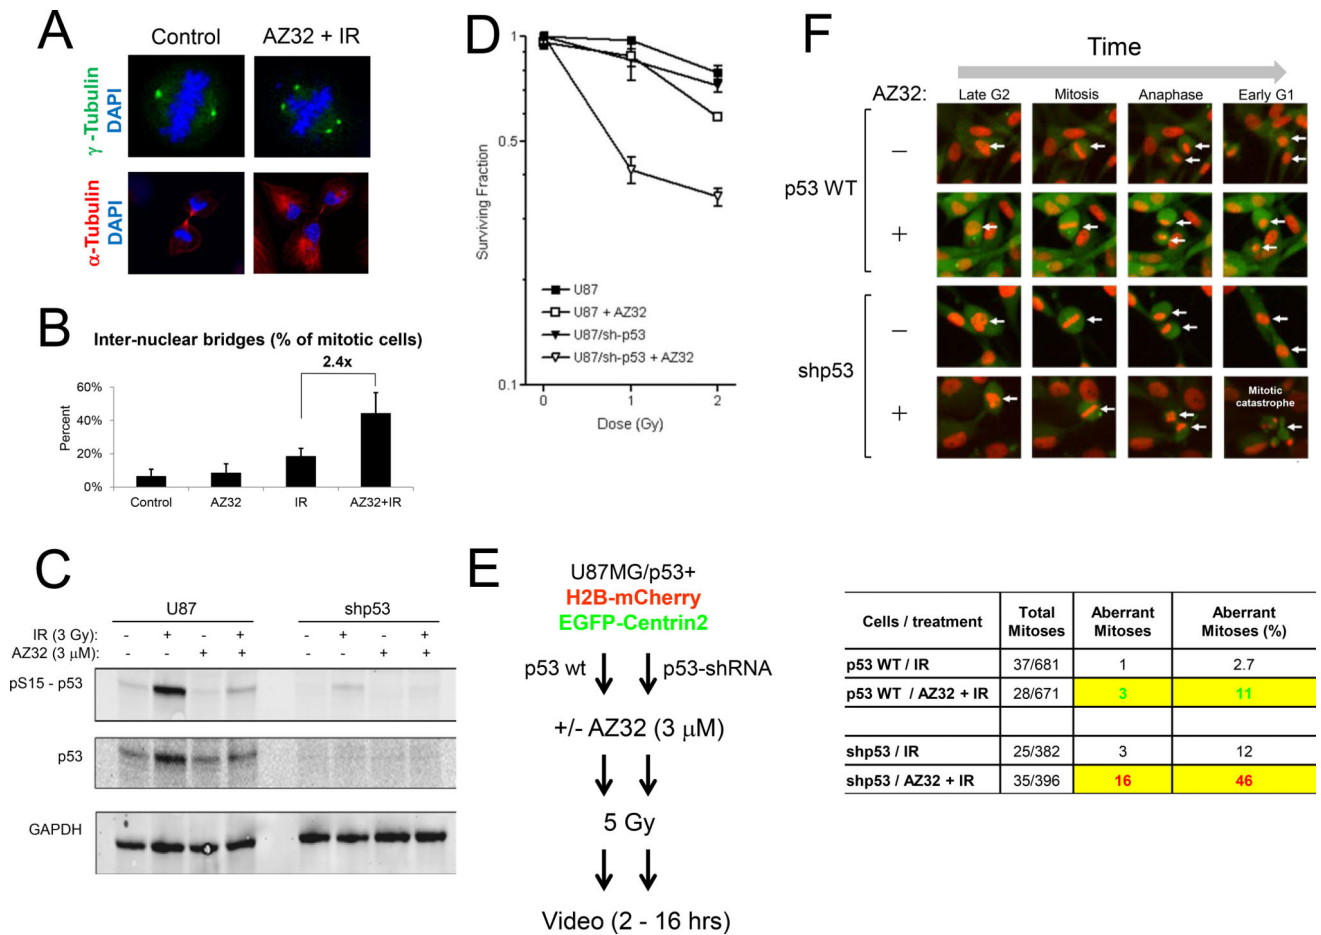 A
Control
AZ32 + IR
γ -Tubulin
DAPI
α-Tubulin
DAPI
B
Inter-nuclear bridges (% of mitotic cells)
2.4x
60%
40%
20%
0%
Percent
Control
AZ32
IR
AZ32+IR
C
U87
shp53
IR (3 Gy): - + - + - + - +
AZ32 (3 μM): - - + + - - + +
pS15 - p53
p53
GAPDH
D
1
0.5
0.1
Surviving Fraction
U87
U87 + AZ32
U87/sh-p53
U87/sh-p53 + AZ32
0 1 2
Dose (Gy)
E
U87MG/p53+
H2B-mCherry
EGFP-Centrin2
p53 wt
p53-shRNA
+/- AZ32 (3 μM)
5 Gy
Video (2 - 16 hrs)
F
Time
AZ32:
Late G2
Mitosis
Anaphase
Early G1
p53 WT
−
+
shp53
−
+
Mitotic
catastrophe
Cells / treatment
Total
Mitoses
Aberrant
Mitoses
Aberrant
Mitoses (%)
p53 WT / IR 37/681 1 2.7
p53 WT / AZ32 + IR 28/671 3 11
shp53 / IR 25/382 3 12
shp53 / AZ32 + IR 35/396 16 46